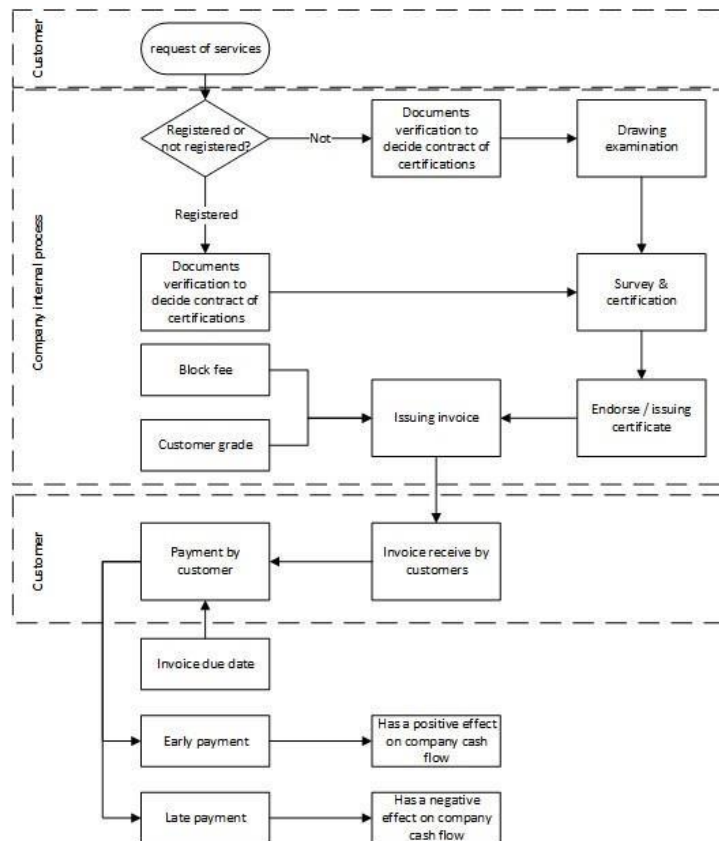 Customer
request of services
Company internal process
Registered or
not registered?
Not
Documents
verification to
decide contract of
certifications
Drawing
examination
Registered
Documents
verification to
decide contract of
certifications
Survey &
certification
Block fee
Customer grade
Issuing invoice
Endorse / issuing
certificate
Customer
Payment by
customer
Invoice receive by
customers
Invoice due date
Early payment
Has a positive effect
on company cash
flow
Late payment
Has a negative
effect on company
cash flow